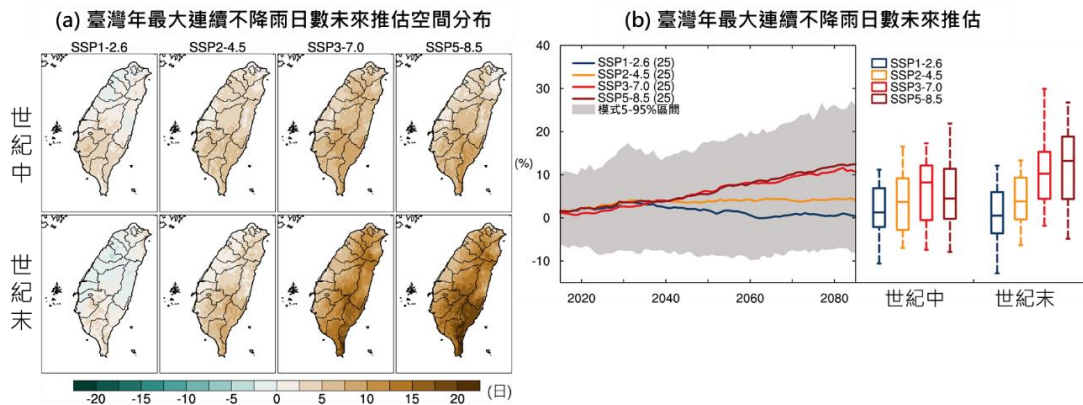 (a) 臺灣年最大連續不降雨日數未來推估空間分布
SSP1-2.6 SSP2-4.5 SSP3-7.0 SSP5-8.5
世紀中
世紀末
-20 -15 -10 -5 0 5 10 15 20 (日)
(b) 臺灣年最大連續不降雨日數未來推估
40
30
20
(%)
10
0
-10
SSP1-2.6 (25)
SSP2-4.5 (25)
SSP3-7.0 (25)
SSP5-8.5 (25)
模式5-95%區間
2020 2040 2060 2080
SSP1-2.6
SSP2-4.5
SSP3-7.0
SSP5-8.5
世紀中 世紀末